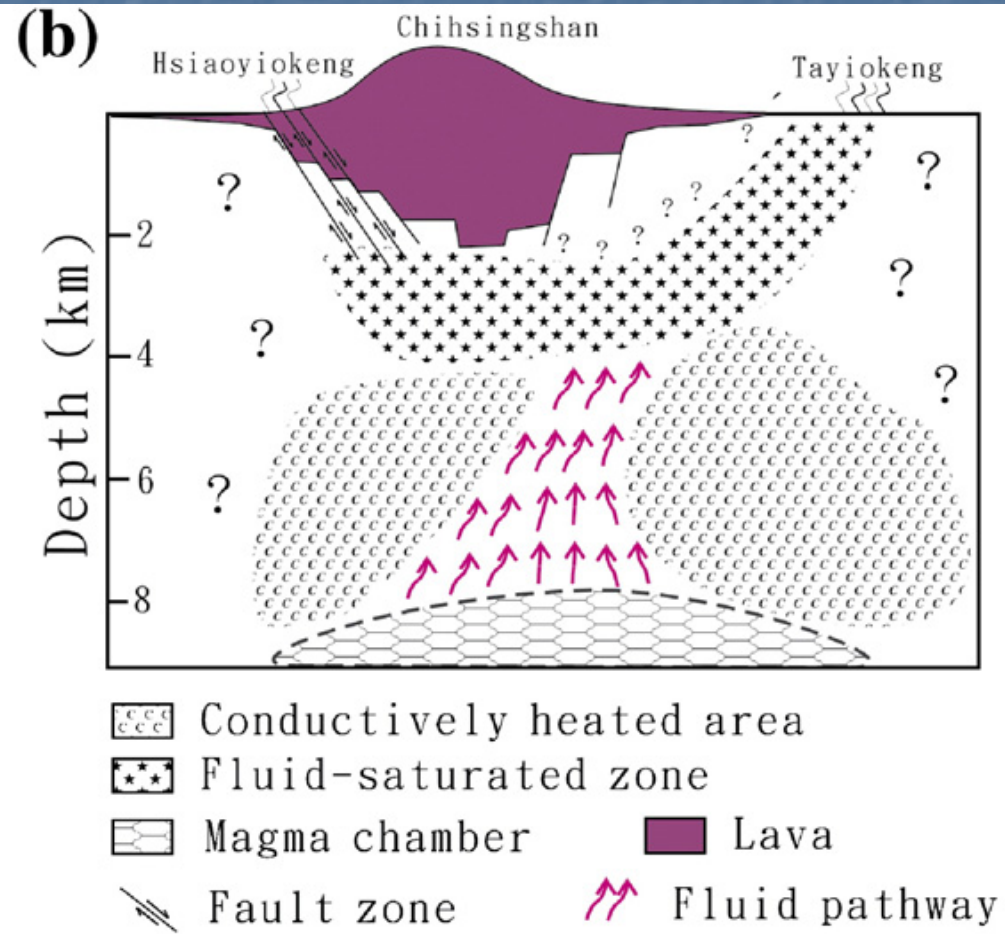 (b)
Chihsingshan
Hsiaoyiokeng
Tayiokeng
?
?
?
?
?
?
?
?
?
?
?
?
?
Depth (km)
2
4
6
8
Conductively heated area
Fluid-saturated zone
Magma chamber
Lava
Fault zone
Fluid pathway